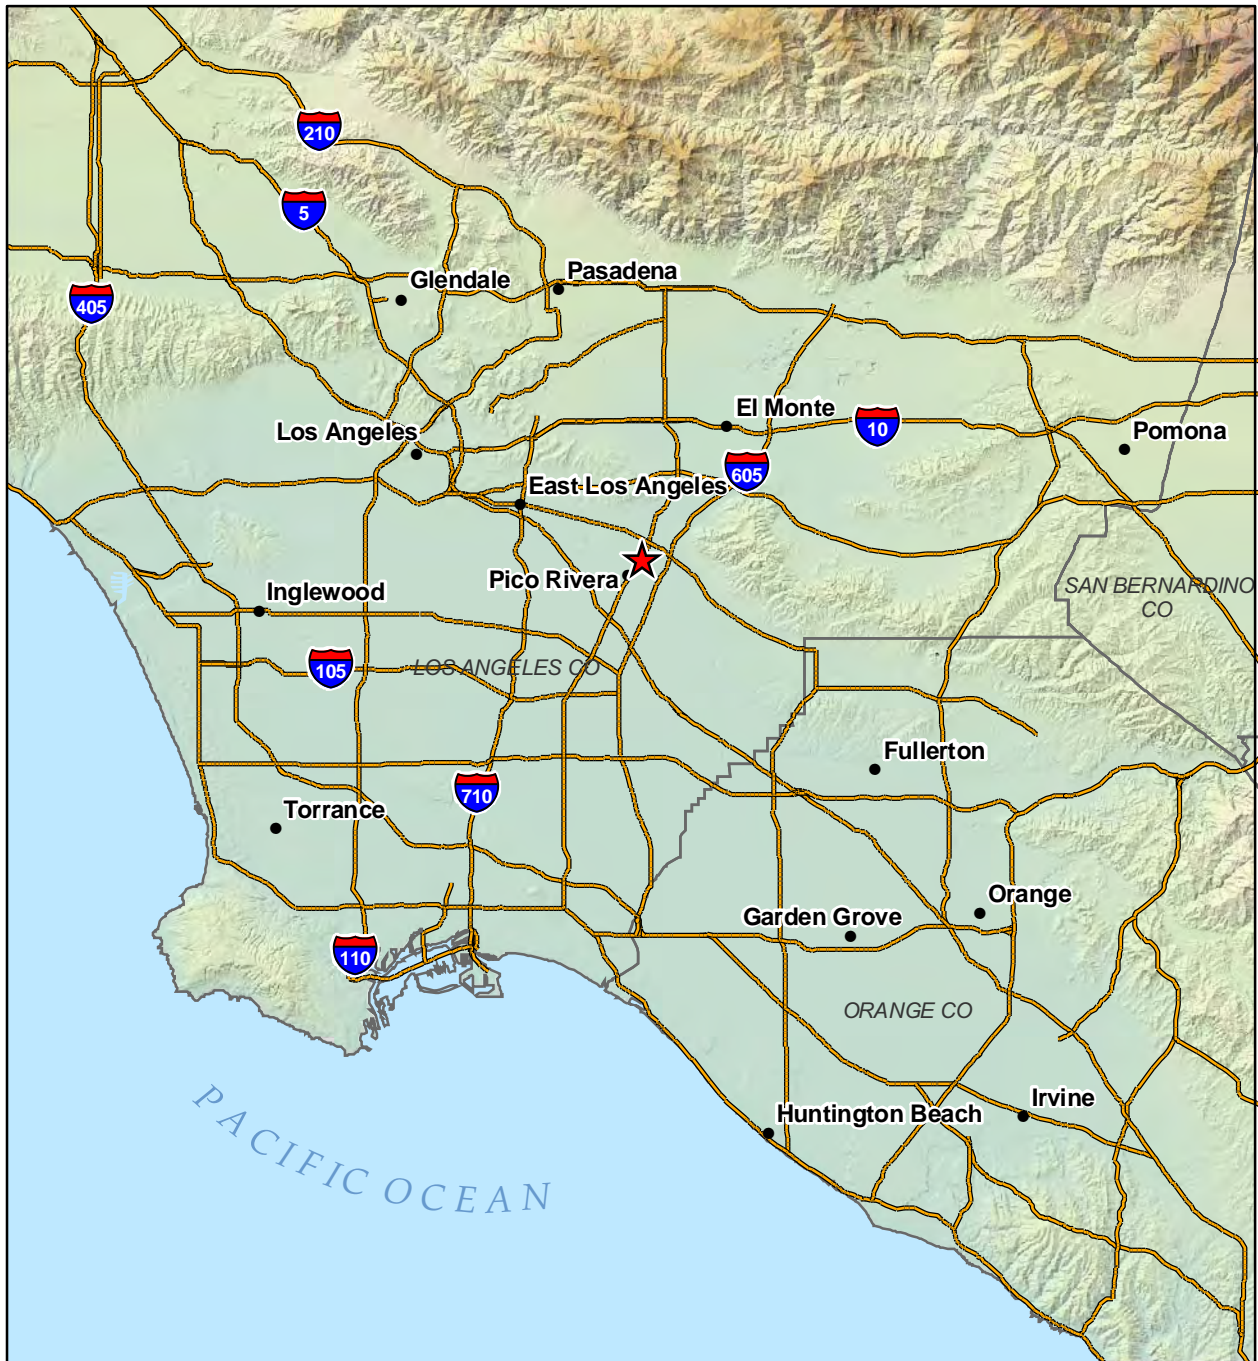 210
5
Pasadena
Glendale
405
El Monte
10
Los Angeles
Pomona
605
East Los Angeles
Pico Rivera
SAN BERNARDINO
CO
Inglewood
105
LOS ANGELES CO
Fullerton
710
Torrance
Orange
Garden Grove
110
ORANGE CO
Irvine
Huntington Beach
PACIFIC OCEAN